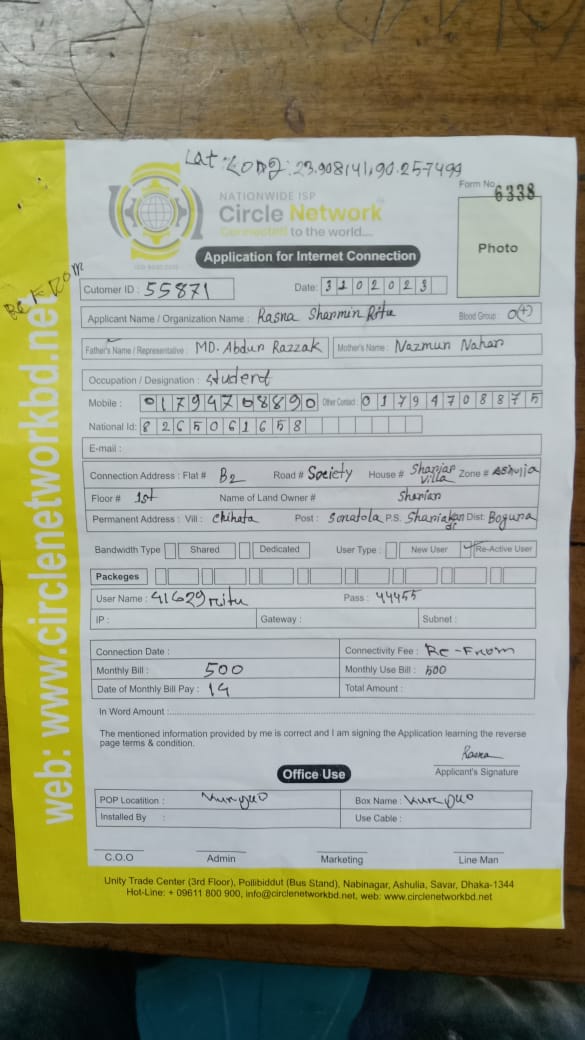 Lat Long: 23.908141,90.257499
NATIONWIDE ISP
Circle Network
Connected to the world....
Form No. 6338
Application for Internet Connection
Photo
Re From
Cutomer ID : 55871 Date: 3 1 0 2 0 2 3
Applicant Name / Organization Name : Rasna Sharmin Ritu Blood Group : O(+)
Father's Name / Representative : MD. Abdur Razzak Mother's Name : Nazmun Nahar
Occupation / Designation : Student
Mobile : 01794708890 Other Contact : 01794708875
National Id: 8265061658
E-mail :
Connection Address : Flat # B2 Road # Society House # Villa Zone # Ashulia
Floor # 1st Name of Land Owner #
Permanent Address : Vill : Post : Sonatola P.S. Dist: Bogura
Bandwidth Type Shared Dedicated User Type : New User Re-Active User
Packeges
User Name : 41629ritu Pass : 44455
IP : Gateway : Subnet :
Connection Date : Connectivity Fee : Re-From
Monthly Bill : 500 Monthly Use Bill : 500
Date of Monthly Bill Pay : 14 Total Amount :
In Word Amount :
The mentioned information provided by me is correct and I am signing the Application learning the reverse
page terms & condition.
Rasna
Applicant's Signature
Office Use
POP Locatition : Box Name :
Installed By : Use Cable :
C.O.O Admin Marketing Line Man
Unity Trade Center (3rd Floor), Pollibiddut (Bus Stand), Nabinagar, Ashulia, Savar, Dhaka-1344
Hot-Line: + 09611 800 900, info@circlenetworkbd.net, web: www.circlenetworkbd.net
web: www.circlenetworkbd.net